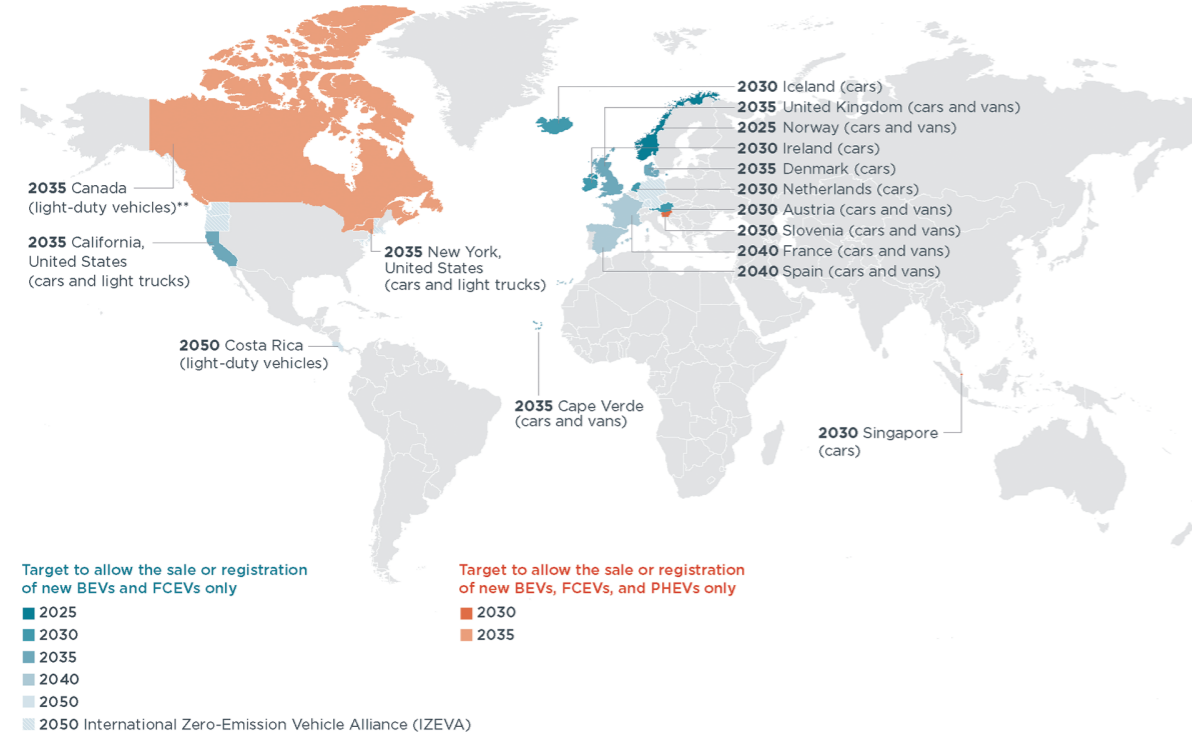 2030 Iceland (cars)
2035 United Kingdom (cars and vans)
2025 Norway (cars and vans)
2030 Ireland (cars)
2035 Denmark (cars)
2030 Netherlands (cars)
2030 Austria (cars and vans)
2030 Slovenia (cars and vans)
2040 France (cars and vans)
2040 Spain (cars and vans)
2035 Canada
(light-duty vehicles)**
2035 California,
United States
(cars and light trucks)
2035 New York,
United States
(cars and light trucks)
2050 Costa Rica
(light-duty vehicles)
2035 Cape Verde
(cars and vans)
2030 Singapore
(cars)
Target to allow the sale or registration
of new BEVs and FCEVs only
2025
2030
2035
2040
2050
2050 International Zero-Emission Vehicle Alliance (IZEVA)
Target to allow the sale or registration
of new BEVs, FCEVs, and PHEVs only
2030
2035